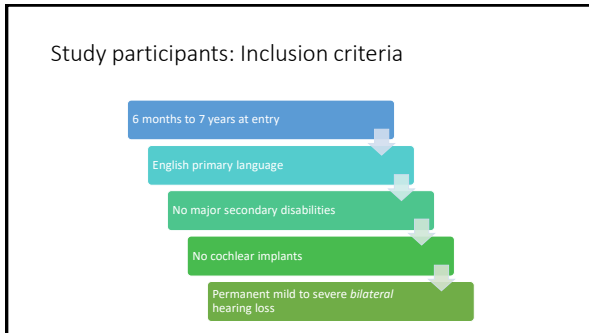 Study participants: Inclusion criteria
6 months to 7 years at entry
English primary language
No major secondary disabilities
No cochlear implants
Permanent mild to severe bilateral
hearing loss